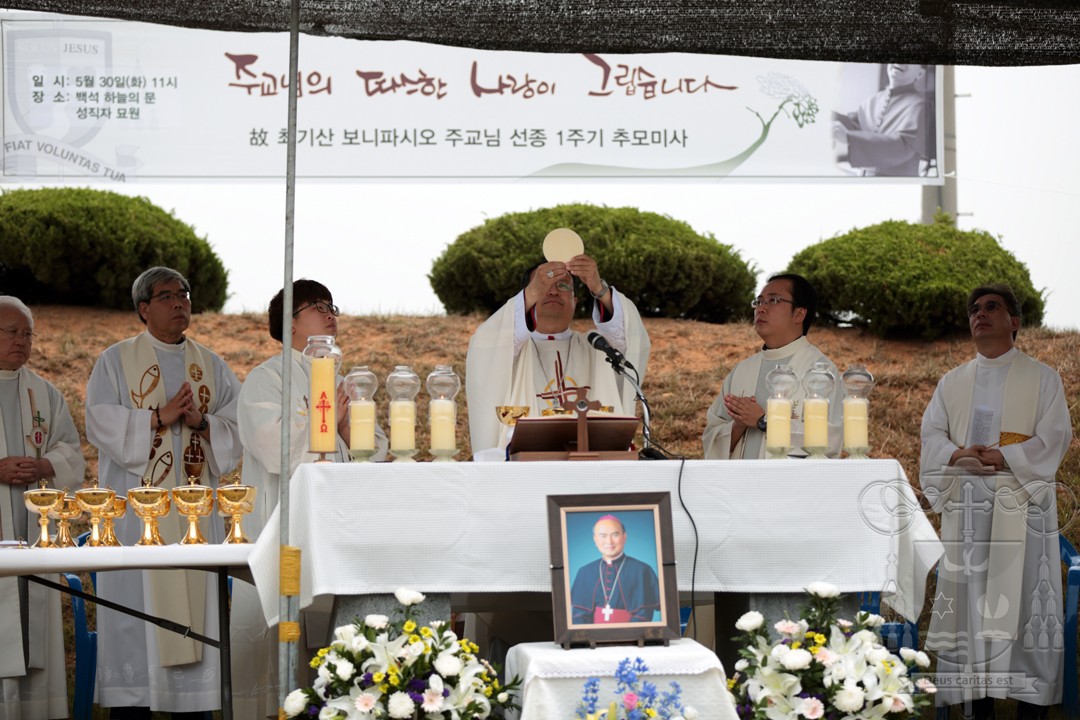 JESUS
주교님의 따스한 사랑이 그립습니다
일 시: 5월 30일(화) 11시
장 소: 백석 하늘의 문
성직자 묘원
故 최기산 보니파시오 주교님 선종 1주기 추모미사
FIAT VOLUNTAS TUA
Α
Ω
Deus caritas est